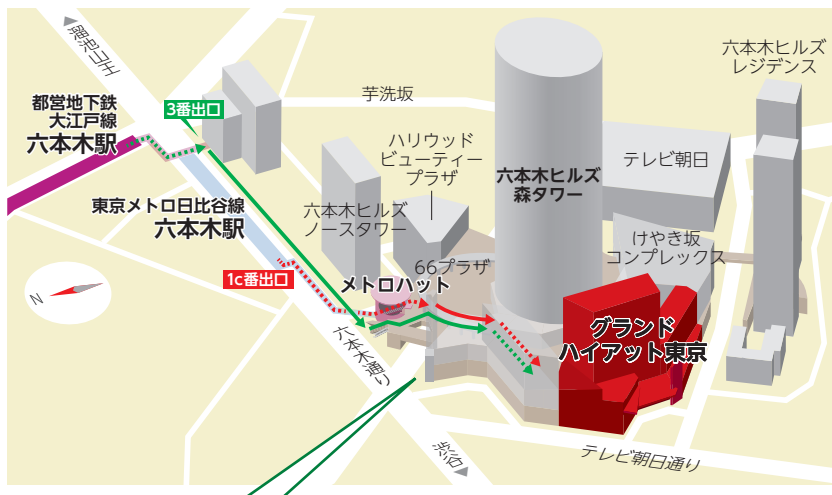 溜池山王
都営地下鉄
大江戸線
六本木駅
3番出口
芋洗坂
六本木ヒルズ
レジデンス
ハリウッド
ビューティー
プラザ
六本木ヒルズ
森タワー
テレビ朝日
東京メトロ日比谷線
六本木駅
六本木ヒルズ
ノースタワー
けやき坂
コンプレックス
66プラザ
1c番出口
メトロハット
N
グランド
ハイアット東京
六本木通り
渋谷
テレビ朝日通り